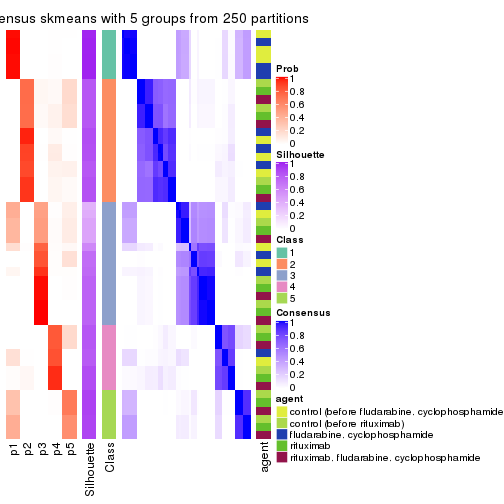 ensus skmeans with 5 groups from 250 partitions
Prob
1
0.8
0.6
0.4
0.2
0
Silhouette
1
0.8
0.6
0.4
0.2
0
Class
1
2
3
4
5
Consensus
1
0.8
0.6
0.4
0.2
0
agent
control (before fludarabine. cyclophosphamide
control (before rituximab)
fludarabine. cyclophosphamide
rituximab
rituximab. fludarabine. cyclophosphamide
p1
p2
p3
p4
p5
Silhouette
Class
agent